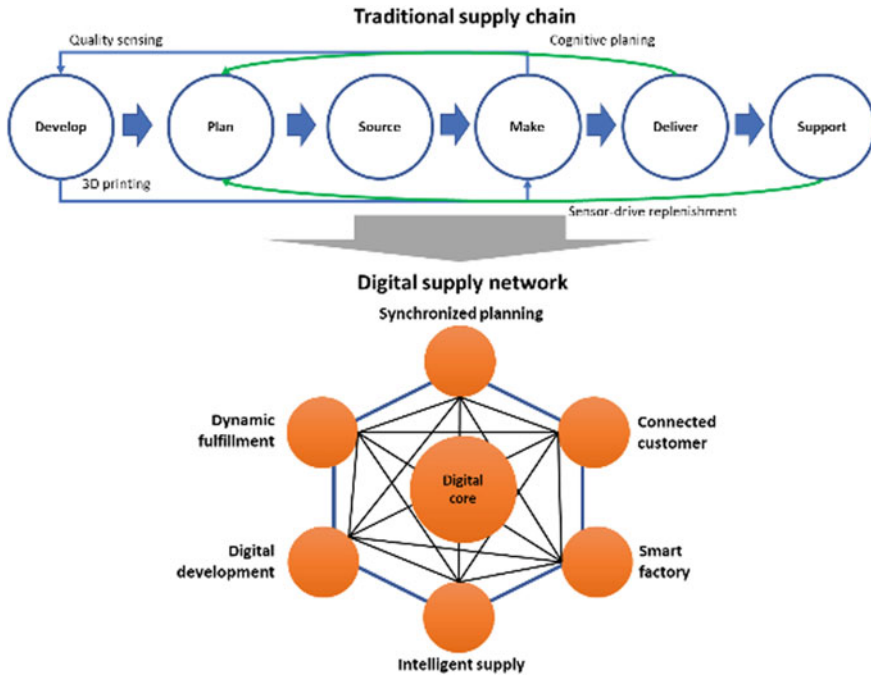 Traditional supply chain
Quality sensing
Cognitive planing
Develop
Plan
Source
Make
Deliver
Support
3D printing
Sensor-drive replenishment
Digital supply network
Synchronized planning
Dynamic
fulfillment
Connected
customer
Digital
core
Digital
development
Smart
factory
Intelligent supply